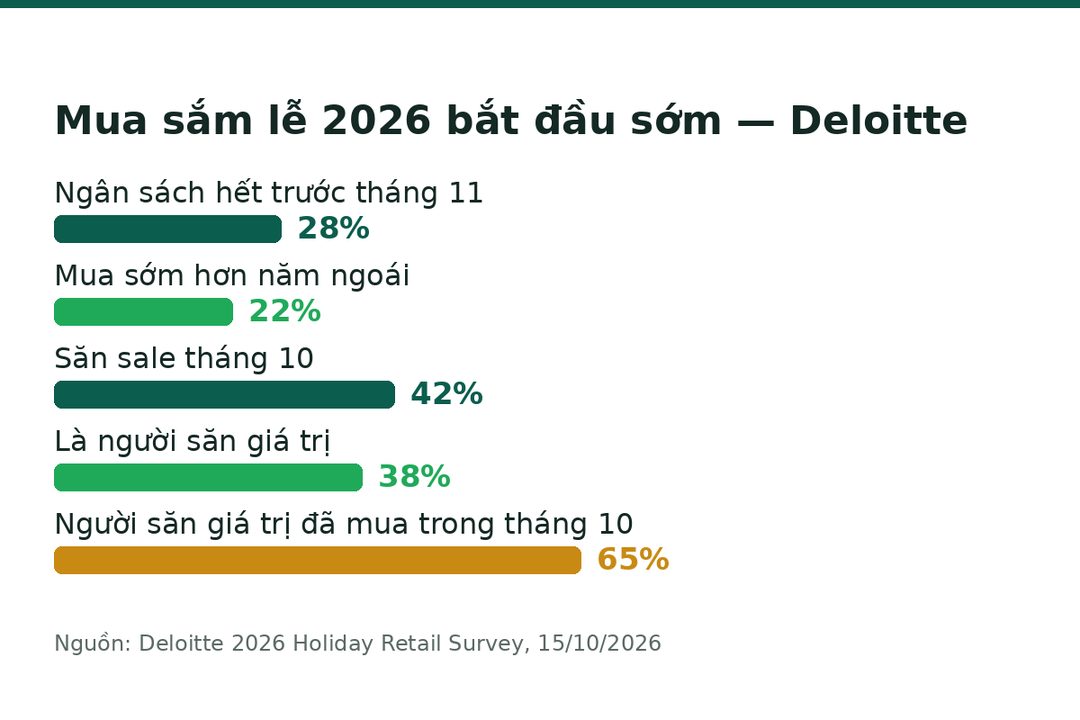 Mua sắm lễ 2026 bắt đầu sớm — Deloitte
Ngân sách hết trước tháng 11
28%
Mua sớm hơn năm ngoái
22%
Săn sale tháng 10
42%
Là người săn giá trị
38%
Người săn giá trị đã mua trong tháng 10
65%
Nguồn: Deloitte 2026 Holiday Retail Survey, 15/10/2026